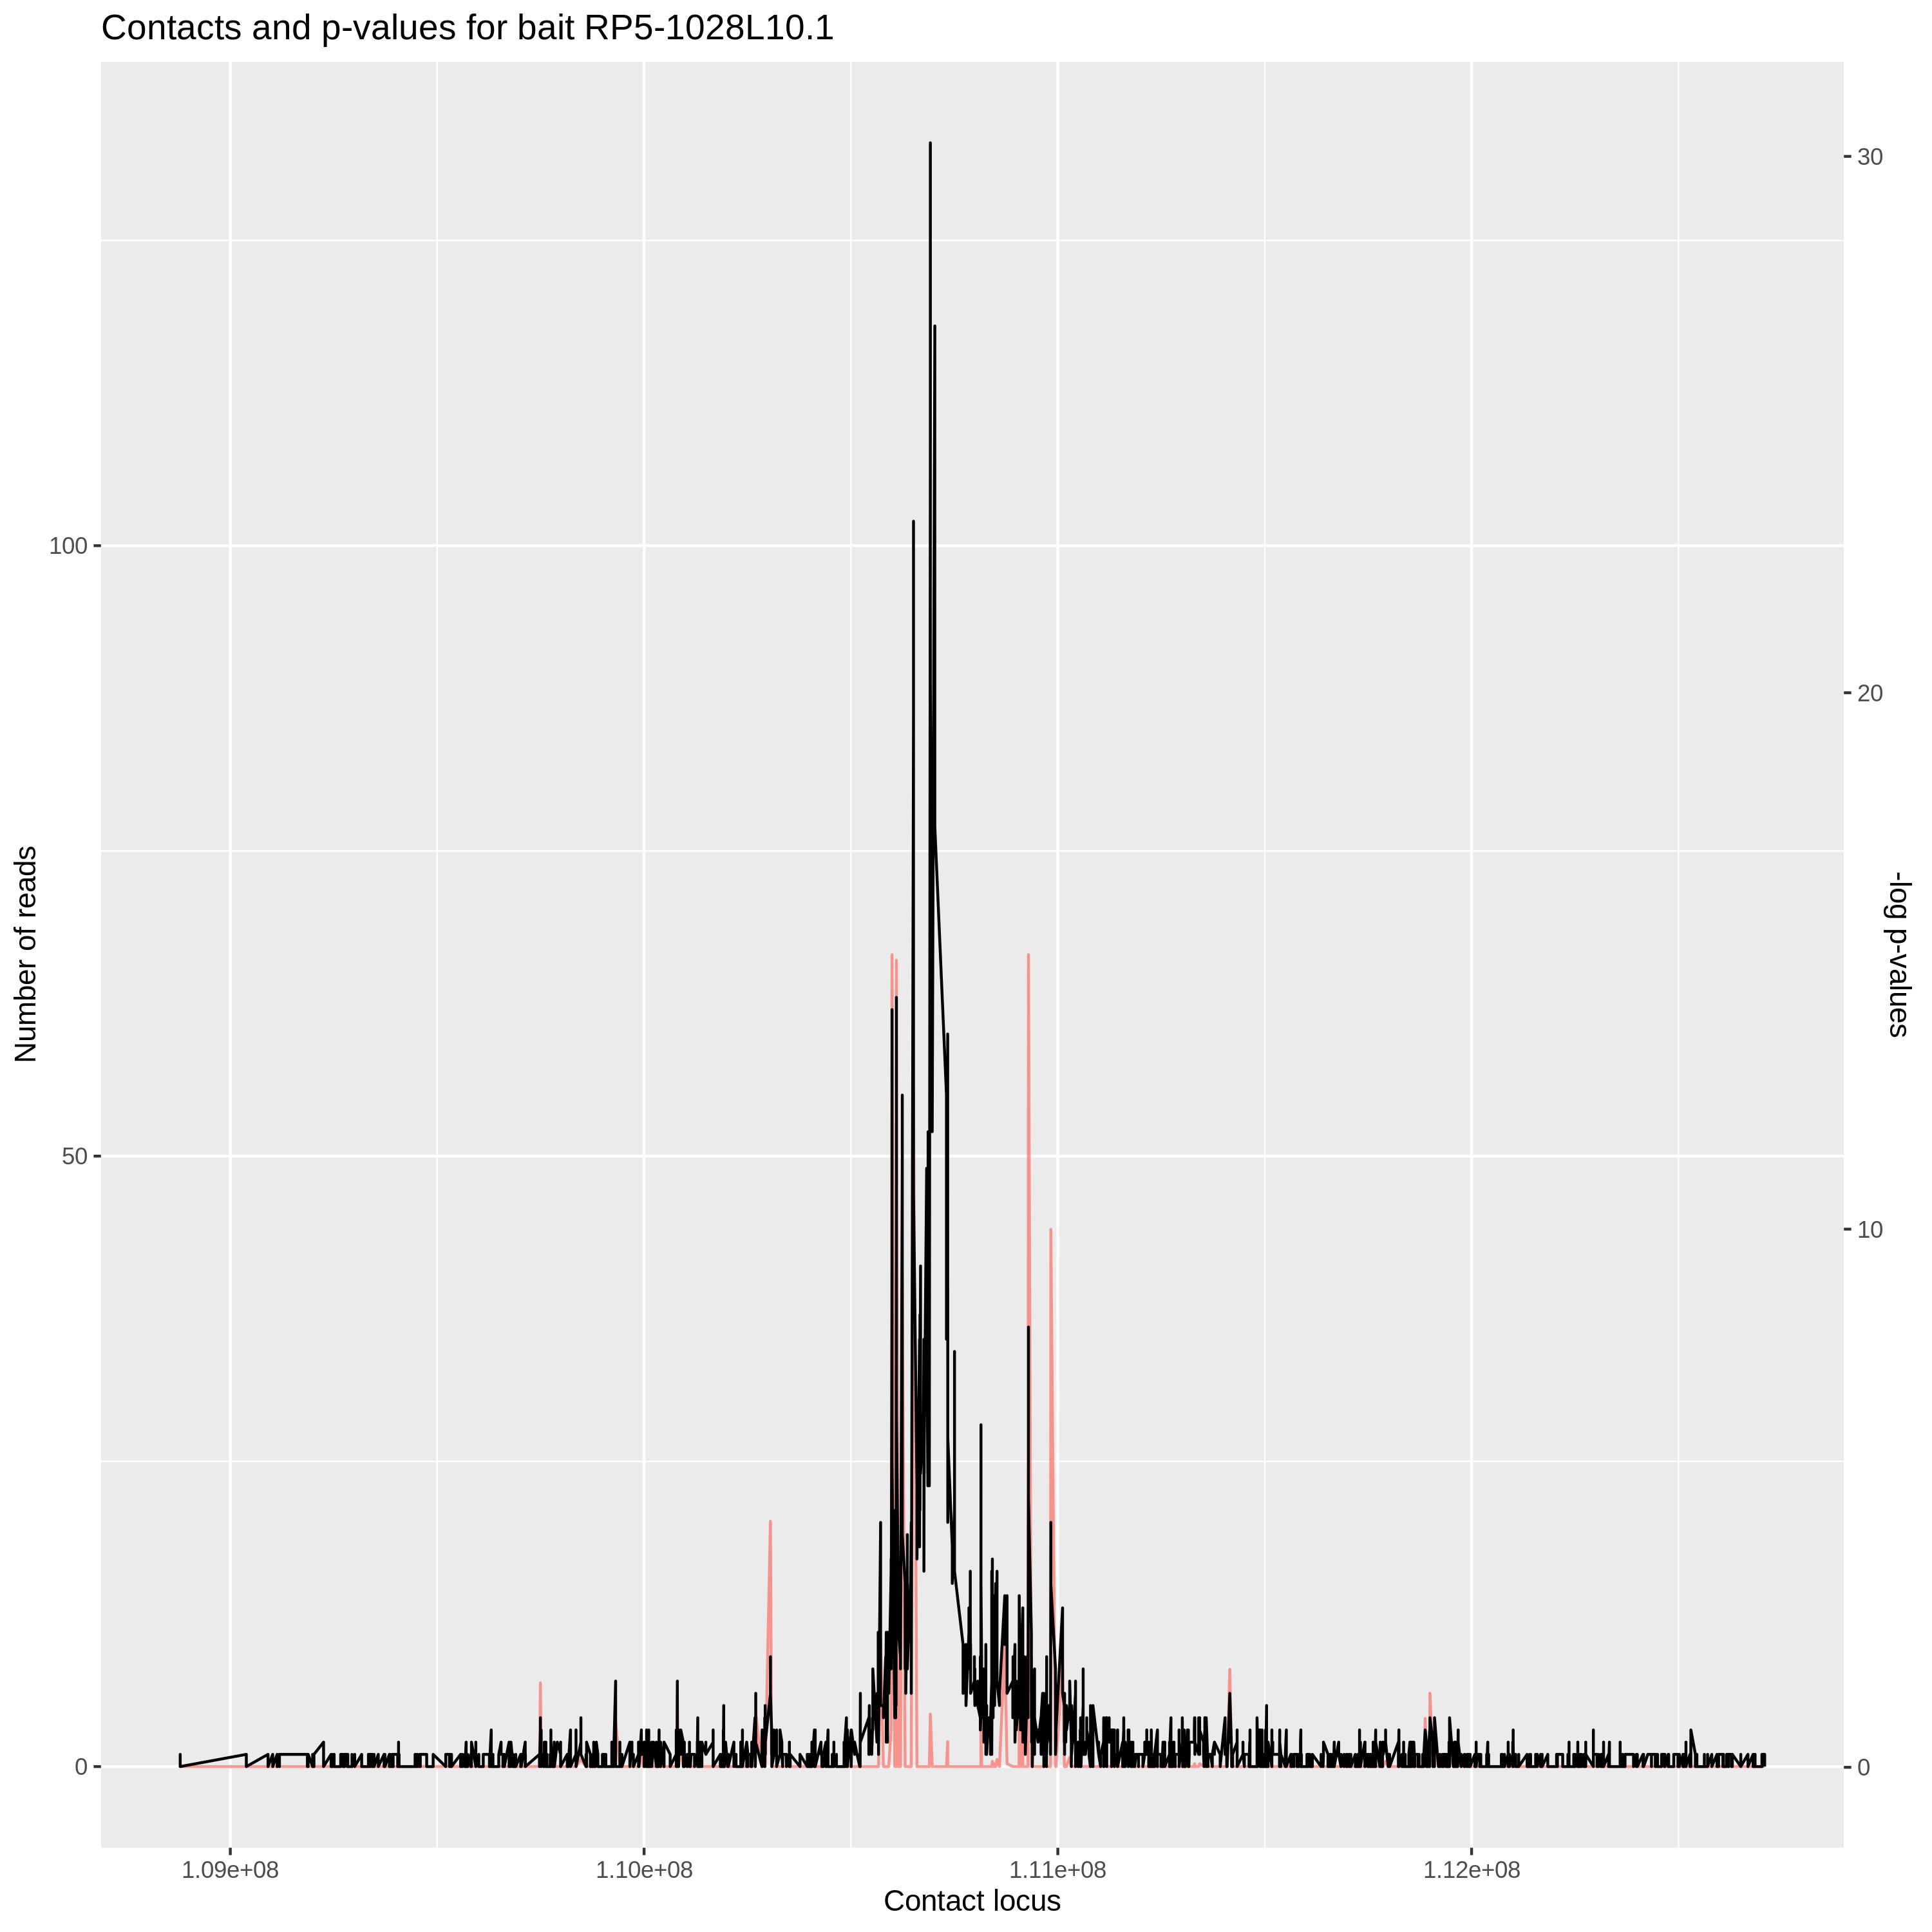 Contacts and p-values for bait RP5-1028L10.1
Number of reads
100
50
0
30
20
10
0
-log p-values
1.09e+08
1.10e+08
1.11e+08
1.12e+08
Contact locus